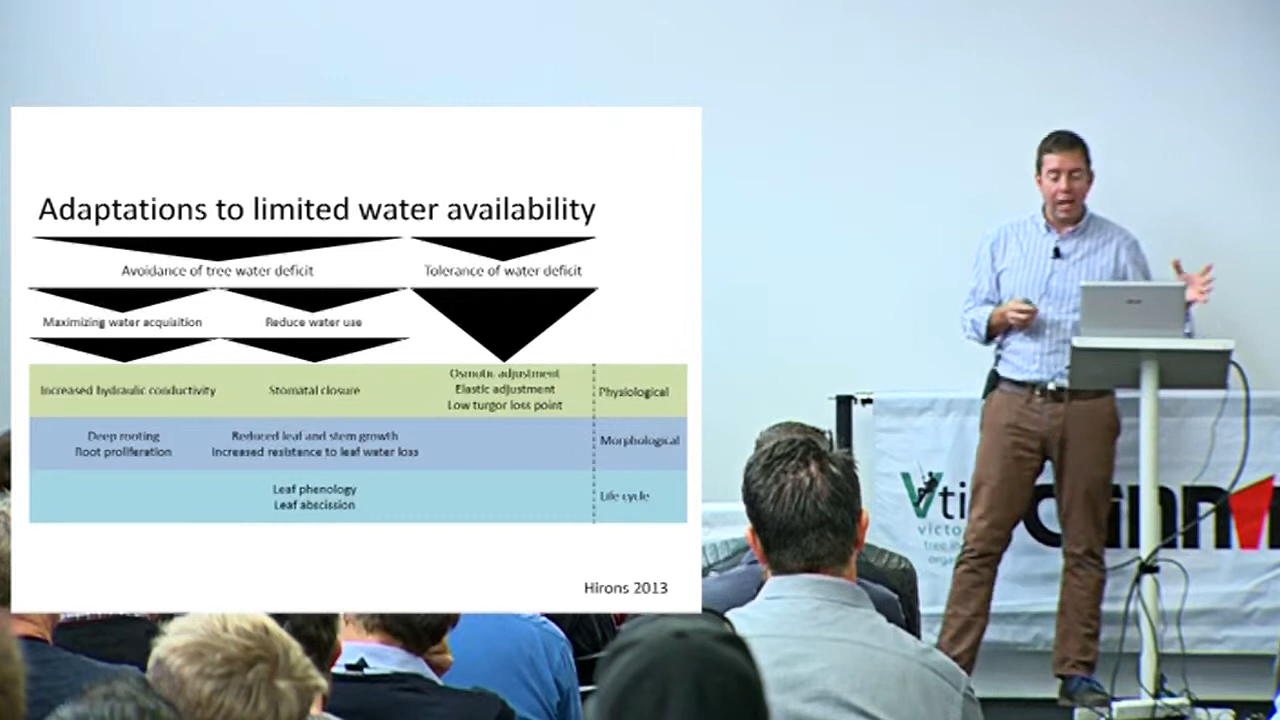 Adaptations to limited water availability
Avoidance of tree water deficit
Tolerance of water deficit
Maximizing water acquisition
Reduce water use
Increased hydraulic conductivity
Stomatal closure
Osmotic adjustment
Elastic adjustment
Low turgor loss point
Physiological
Deep rooting
Root proliferation
Reduced leaf and stem growth
Increased resistance to leaf water loss
Morphological
Leaf phenology
Leaf abscission
Life cycle
Hirons 2013
Vti
victo
tree in
organ